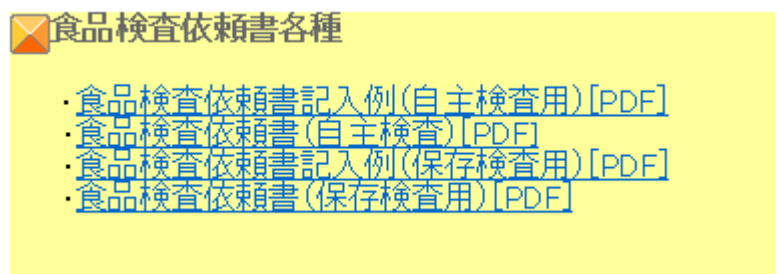 食品検査依頼書各種
・食品検査依頼書記入例(自主検査用)[PDF]
・食品検査依頼書(自主検査)[PDF]
・食品検査依頼書記入例(保存検査用)[PDF]
・食品検査依頼書(保存検査用)[PDF]